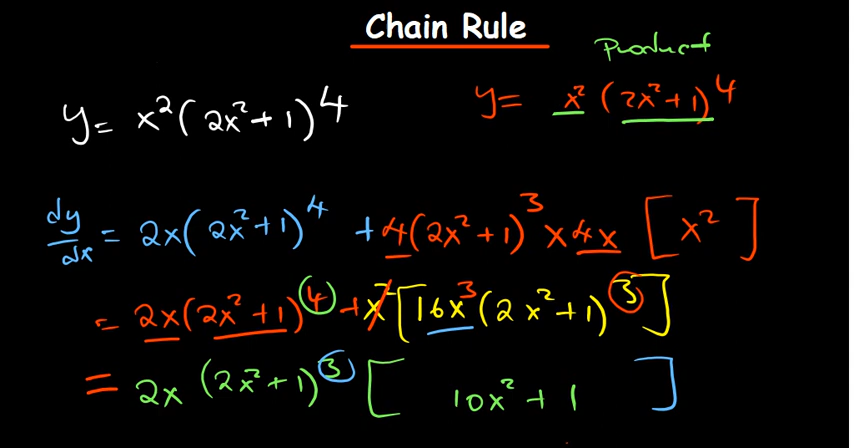 Chain Rule
Product
y= x²(2x²+1)⁴
y= x²(2x²+1)⁴
dy/dx = 2x(2x²+1)⁴ + 4(2x²+1)³ x 4x [x²]
= 2x(2x²+1)⁴ + x²[16x³(2x²+1)³]
= 2x(2x²+1)³[ 10x²+1 ]